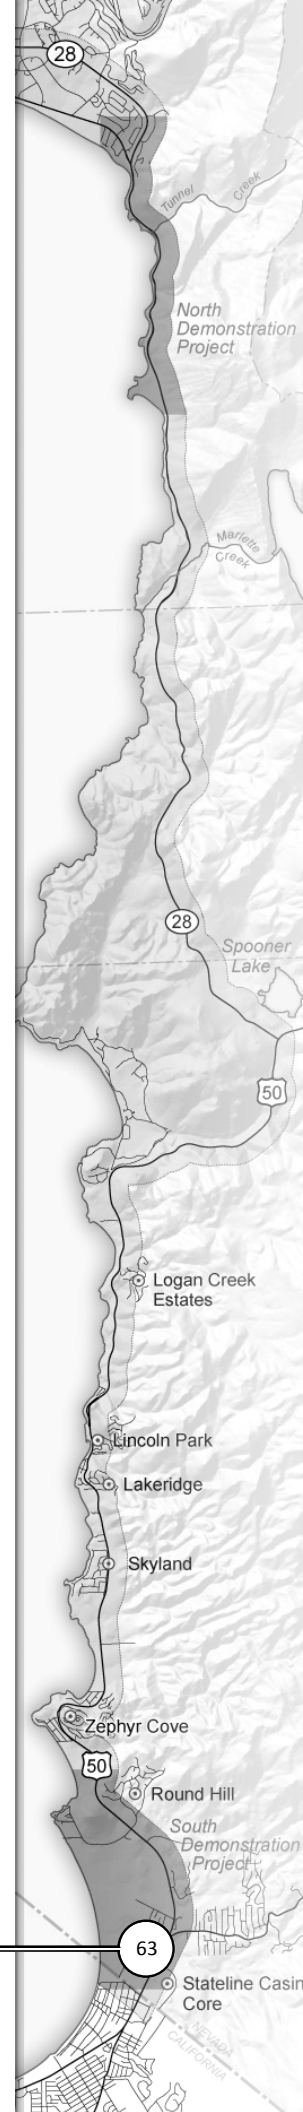 28
Tunnel Creek
North
Demonstration
Project
Marlette
Creek
28
Spooner
Lake
50
Logan Creek
Estates
Lincoln Park
Lakeridge
Skyland
Zephyr Cove
50
Round Hill
South
Demonstration
Project
63
Stateline Casin
Core
NEVADA
CALIFORNIA